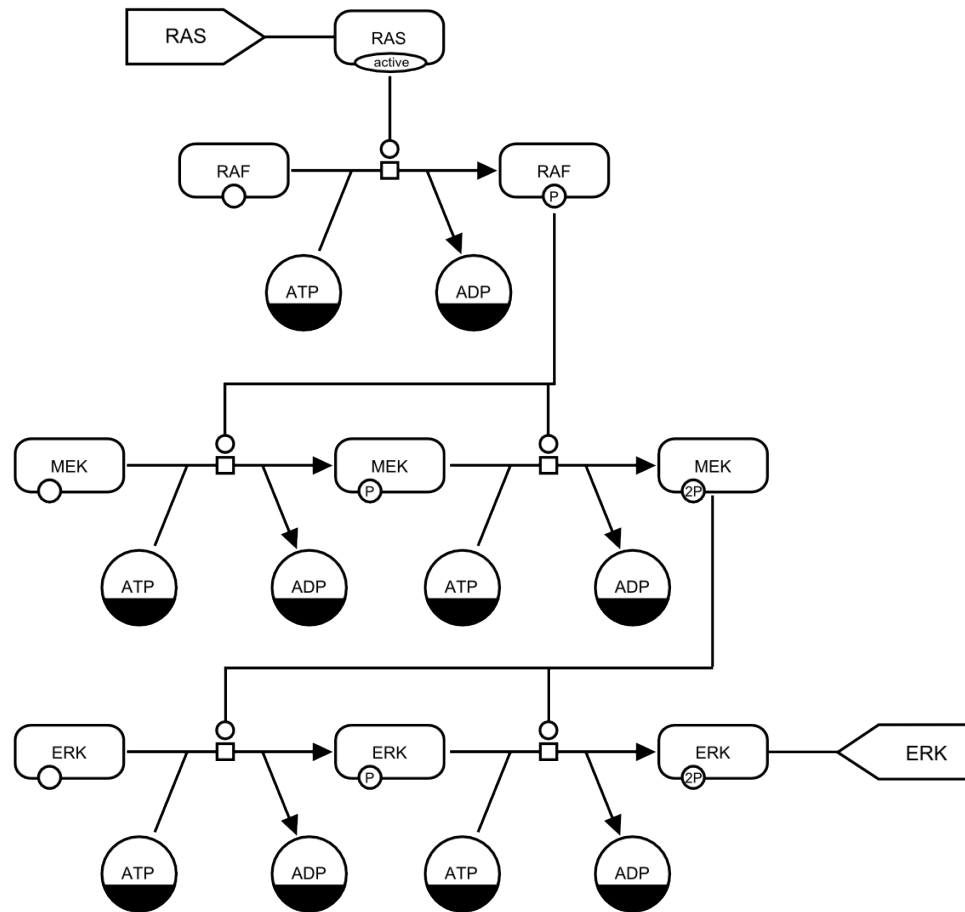 RAS
RAS
active
RAF
RAF
P
ATP
ADP
MEK
MEK
P
MEK
2P
ATP
ADP
ATP
ADP
ERK
ERK
P
ERK
2P
ERK
ATP
ADP
ATP
ADP